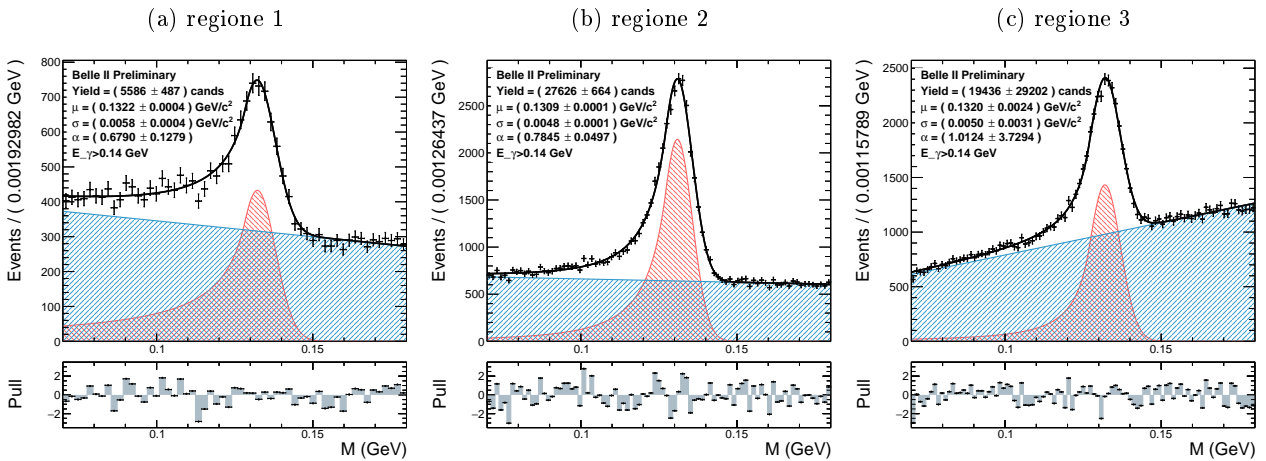 (a) regione 1
(b) regione 2
(c) regione 3
Events / ( 0.00192982 GeV )
800
700
600
500
400
300
200
100
0
Belle II Preliminary
Yield = ( 5586 ± 487 ) cands
μ = ( 0.1322 ± 0.0004 ) GeV/c²
σ = ( 0.0058 ± 0.0004 ) GeV/c²
α = ( 0.6790 ± 0.1279 )
E_γ>0.14 GeV
0.1
0.15
Pull
2
0
−2
0.1
0.15
M (GeV)
Events / ( 0.00126437 GeV )
2500
2000
1500
1000
500
0
Belle II Preliminary
Yield = ( 27626 ± 664 ) cands
μ = ( 0.1309 ± 0.0001 ) GeV/c²
σ = ( 0.0048 ± 0.0001 ) GeV/c²
α = ( 0.7845 ± 0.0497 )
E_γ>0.14 GeV
0.1
0.15
Pull
2
0
−2
0.1
0.15
M (GeV)
Events / ( 0.00115789 GeV )
2500
2000
1500
1000
500
0
Belle II Preliminary
Yield = ( 19436 ± 29202 ) cands
μ = ( 0.1320 ± 0.0024 ) GeV/c²
σ = ( 0.0050 ± 0.0031 ) GeV/c²
α = ( 1.0124 ± 3.7294 )
E_γ>0.14 GeV
0.1
0.15
Pull
2
0
−2
0.1
0.15
M (GeV)